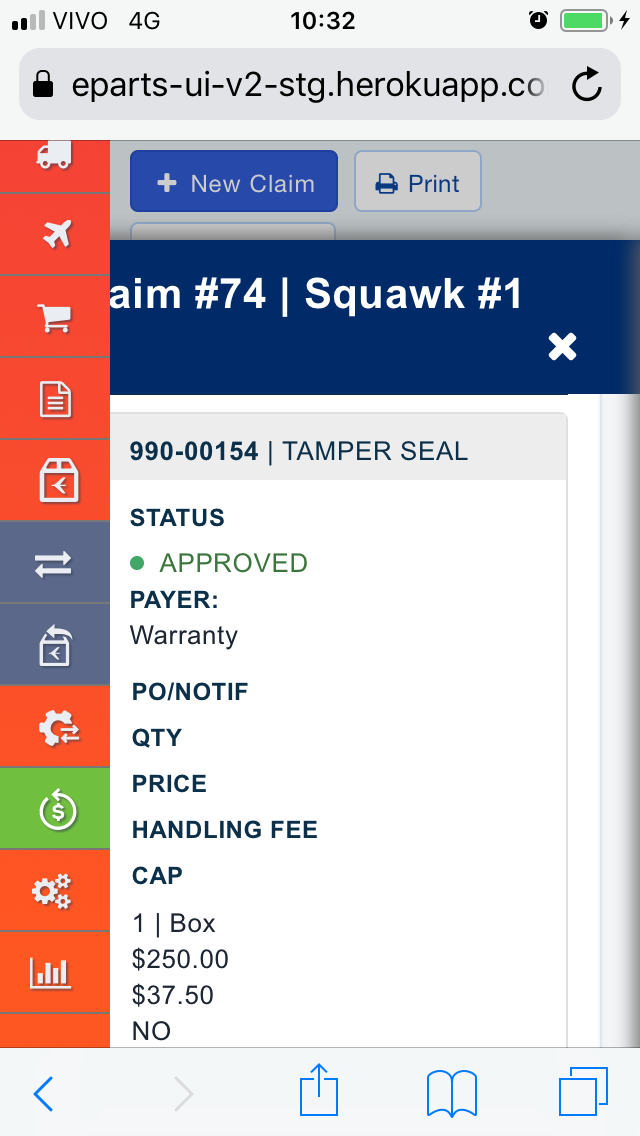 VIVO 4G 10:32
eparts-ui-v2-stg.herokuapp.co
New Claim Print
aim #74 | Squawk #1
990-00154 | TAMPER SEAL
STATUS
APPROVED
PAYER:
Warranty
PO/NOTIF
QTY
PRICE
HANDLING FEE
CAP
1 | Box
$250.00
$37.50
NO